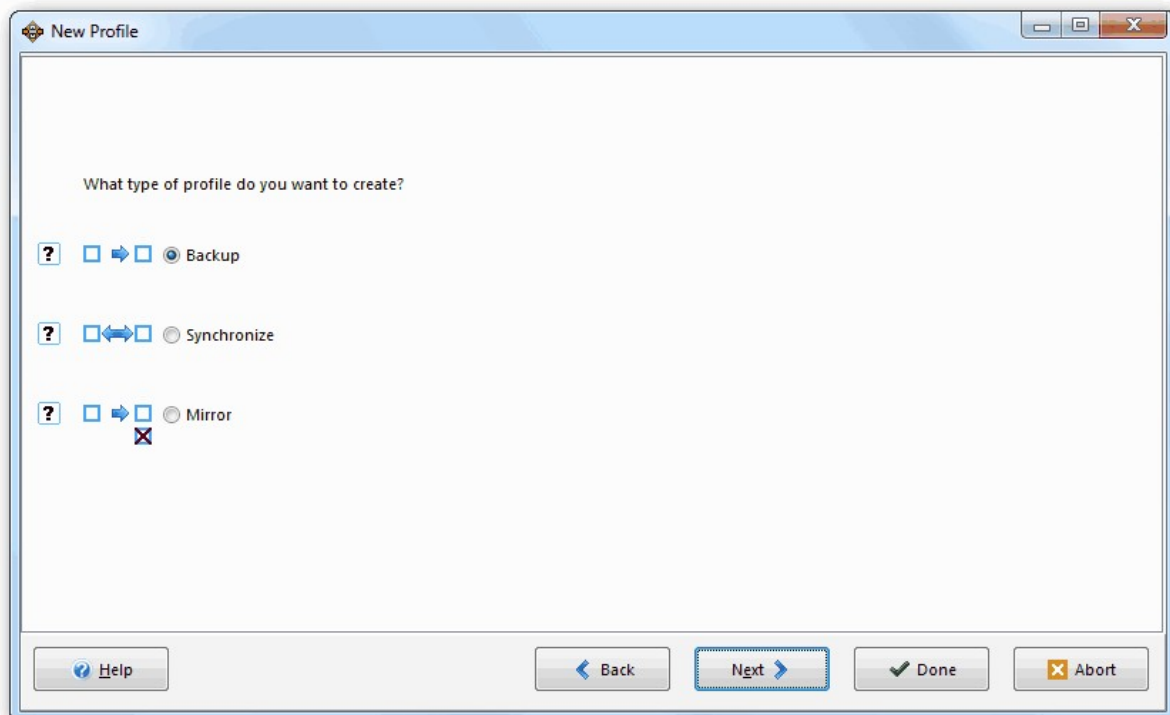 New Profile
What type of profile do you want to create?
? Backup
? Synchronize
? Mirror
? Help
Back
Next
Done
Abort